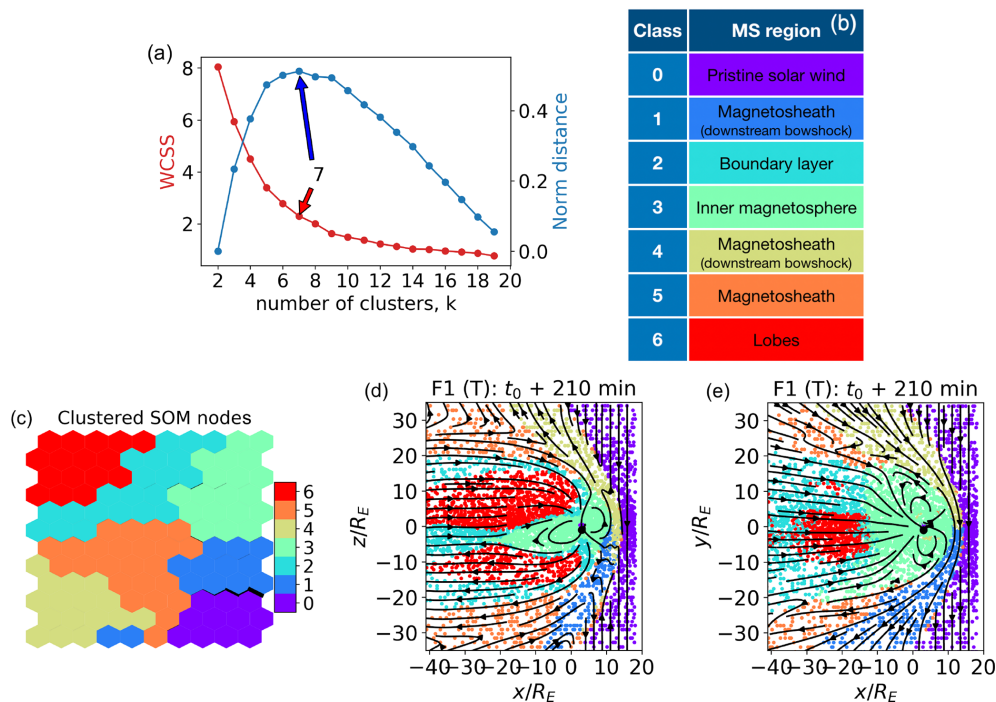 (a)
8
6
4
2
WCSS
0.4
0.2
0.0
Norm distance
7
2 4 6 8 10 12 14 16 18 20
number of clusters, k
(b)
Class MS region
0 Pristine solar wind
1 Magnetosheath
(downstream bowshock)
2 Boundary layer
3 Inner magnetosphere
4 Magnetosheath
(downstream bowshock)
5 Magnetosheath
6 Lobes
(c)
Clustered SOM nodes
6
5
4
3
2
1
0
(d) F1 (T): t₀ + 210 min
30
20
10
0
−10
−20
−30
z/R_E
−40 −30 −20 −10 0 10 20
x/R_E
(e) F1 (T): t₀ + 210 min
30
20
10
0
−10
−20
−30
y/R_E
−40 −30 −20 −10 0 10 20
x/R_E